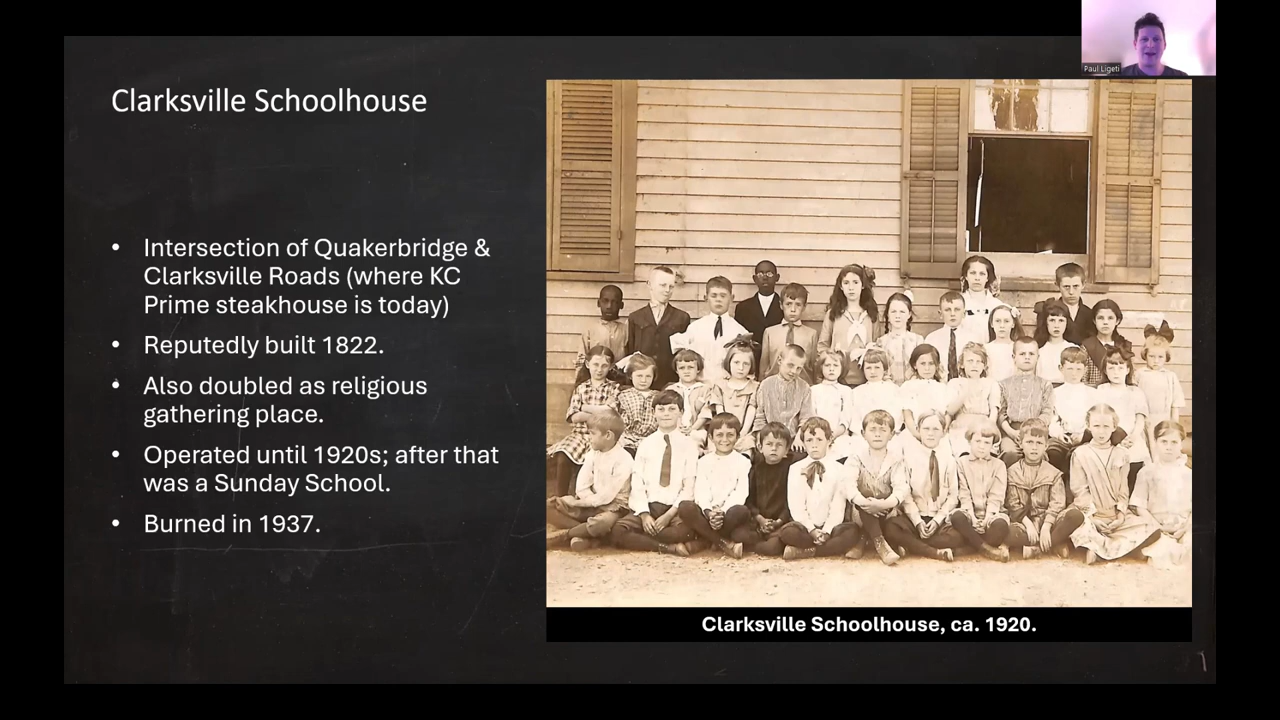 Paul Ligeti
Clarksville Schoolhouse
• Intersection of Quakerbridge &
Clarksville Roads (where KC
Prime steakhouse is today)
• Reputedly built 1822.
• Also doubled as religious
gathering place.
• Operated until 1920s; after that
was a Sunday School.
• Burned in 1937.
Clarksville Schoolhouse, ca. 1920.